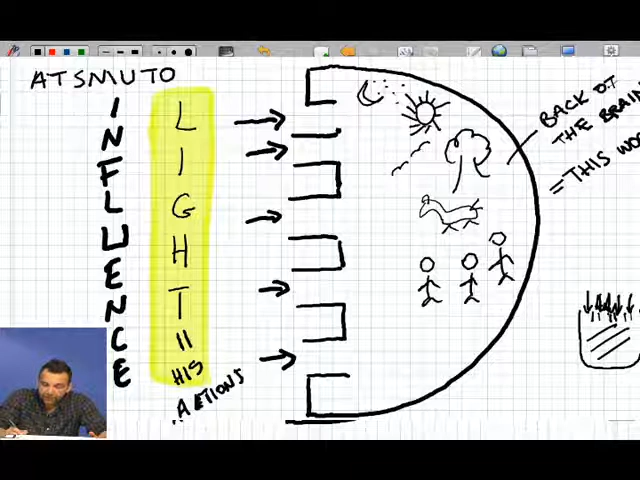 ATSMUTO
INFLUENCE
LIGHT
=
HIS
ACTIONS
BACK OF
THE BRAIN
= THIS WO